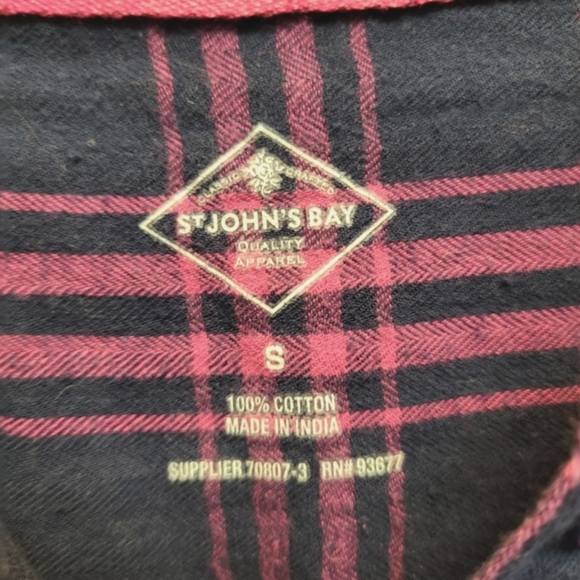 CLASSIC CRAFTED
ST JOHN'S BAY
QUALITY
APPAREL
S
100% COTTON
MADE IN INDIA
SUPPLIER 70807-3 RN# 93677